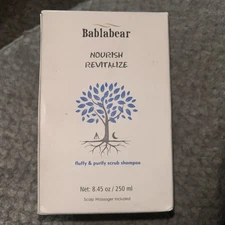 Bablabear
NOURISH
REVITALIZE
fluffy & purify scrub shampoo
Net: 8.45 oz / 250 ml
Scalp Massager Included